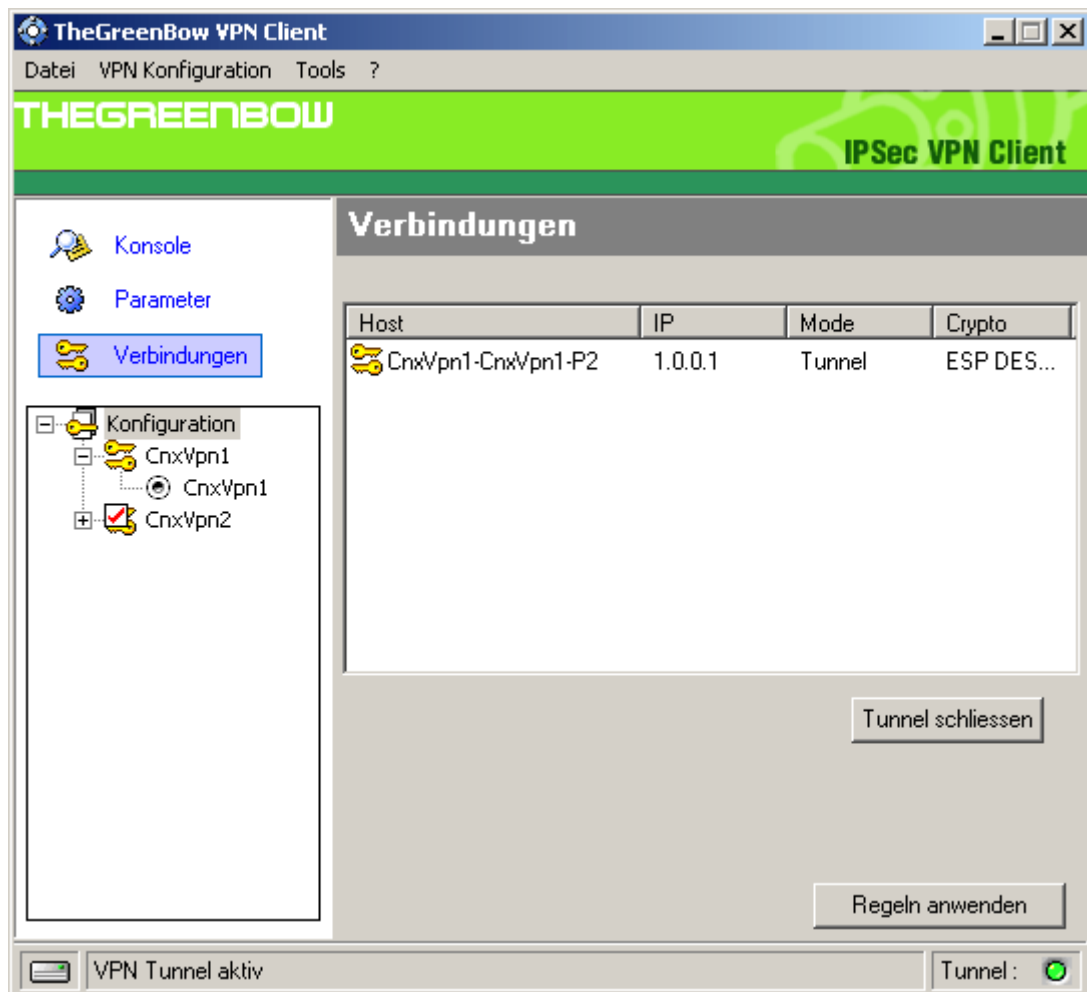 TheGreenBow VPN Client
Datei VPN Konfiguration Tools ?
THEGREENBOW
IPSec VPN Client
Konsole
Parameter
Verbindungen
Konfiguration
CnxVpn1
CnxVpn1
CnxVpn2
Verbindungen
Host IP Mode Crypto
CnxVpn1-CnxVpn1-P2 1.0.0.1 Tunnel ESP DES...
Tunnel schliessen
Regeln anwenden
VPN Tunnel aktiv Tunnel :